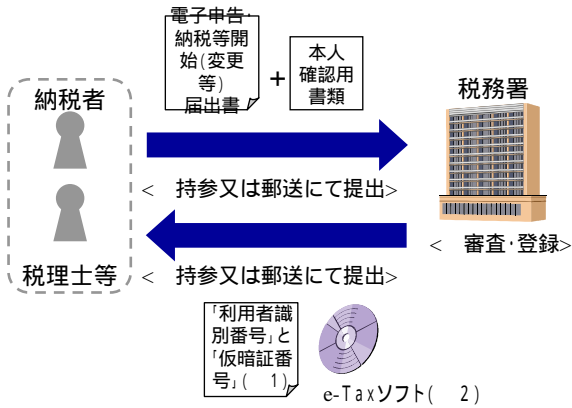 電子申告・
納税等開
始(変更
等)
届出書
+
本人
確認用
書類
納税者
税務署
<　持参又は郵送にて提出>
<　審査・登録>
税理士等
<　持参又は郵送にて提出>
「利用者識
別番号」と
「仮暗証番
号」(　1)
e-Taxソフト(　2)